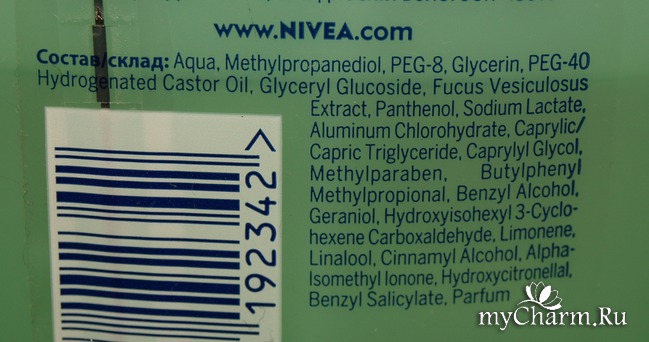 www.NIVEA.com
Состав/склад: Aqua, Methylpropanediol, PEG-8, Glycerin, PEG-40
Hydrogenated Castor Oil, Glyceryl Glucoside, Fucus Vesiculosus
Extract, Panthenol, Sodium Lactate,
Aluminum Chlorohydrate, Caprylic/
Capric Triglyceride, Caprylyl Glycol,
Methylparaben, Butylphenyl
Methylpropional, Benzyl Alcohol,
Geraniol, Hydroxyisohexyl 3-Cyclo-
hexene Carboxaldehyde, Limonene,
Linalool, Cinnamyl Alcohol, Alpha-
Isomethyl Ionone, Hydroxycitronellal,
Benzyl Salicylate, Parfum
192342>
myCharm.Ru